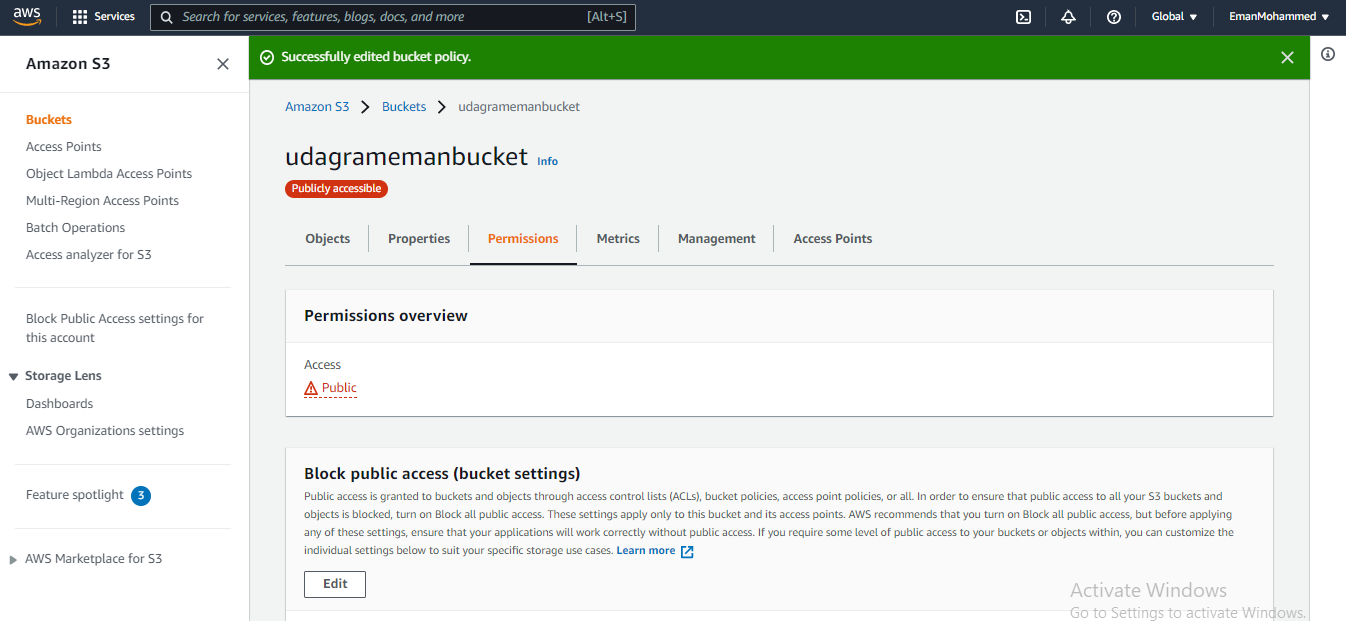 aws
Services
Search for services, features, blogs, docs, and more
[Alt+S]
Global
EmanMohammed
Amazon S3
Buckets
Access Points
Object Lambda Access Points
Multi-Region Access Points
Batch Operations
Access analyzer for S3
Block Public Access settings for
this account
Storage Lens
Dashboards
AWS Organizations settings
Feature spotlight 3
AWS Marketplace for S3
Successfully edited bucket policy.
Amazon S3 > Buckets > udagramemanbucket
udagramemanbucket Info
Publicly accessible
Objects
Properties
Permissions
Metrics
Management
Access Points
Permissions overview
Access
Public
Block public access (bucket settings)
Public access is granted to buckets and objects through access control lists (ACLs), bucket policies, access point policies, or all. In order to ensure that public access to all your S3 buckets and
objects is blocked, turn on Block all public access. These settings apply only to this bucket and its access points. AWS recommends that you turn on Block all public access, but before applying
any of these settings, ensure that your applications will work correctly without public access. If you require some level of public access to your buckets or objects within, you can customize the
individual settings below to suit your specific storage use cases. Learn more
Edit
Activate Windows
Go to Settings to activate Windows.